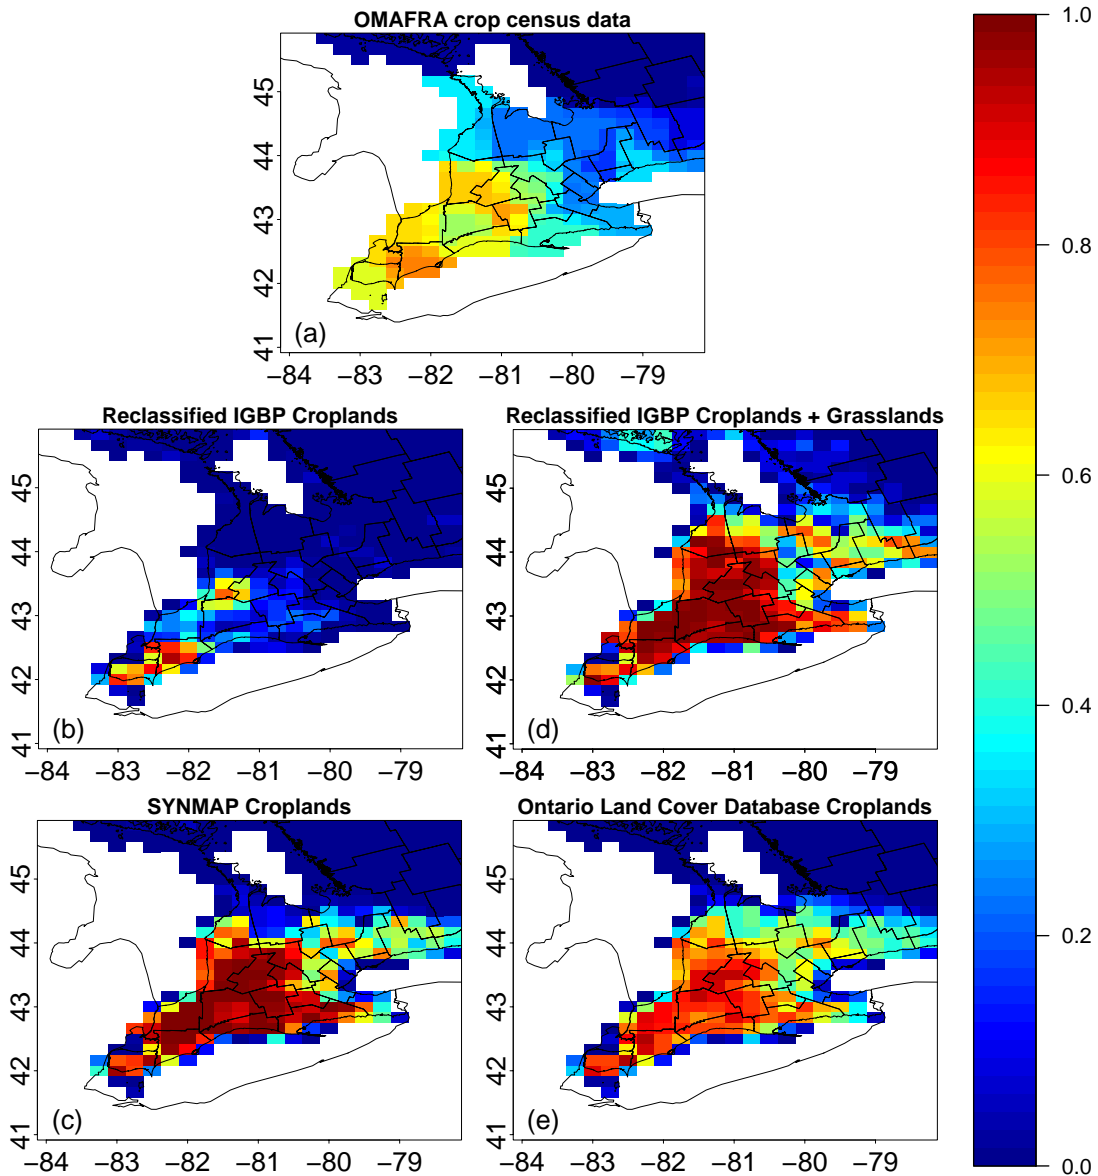 OMAFRA crop census data
45
44
43
42
41
(a)
−84 −83 −82 −81 −80 −79
Reclassified IGBP Croplands
45
44
43
42
41
(b)
−84 −83 −82 −81 −80 −79
Reclassified IGBP Croplands + Grasslands
45
44
43
42
41
(d)
−84 −83 −82 −81 −80 −79
SYNMAP Croplands
45
44
43
42
41
(c)
−84 −83 −82 −81 −80 −79
Ontario Land Cover Database Croplands
45
44
43
42
41
(e)
−84 −83 −82 −81 −80 −79
1.0
0.8
0.6
0.4
0.2
0.0